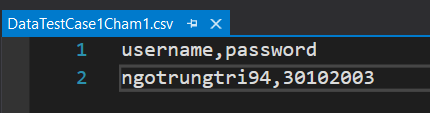 DataTestCase1Cham1.csv
1 username,password
2 ngotrungtri94,30102003